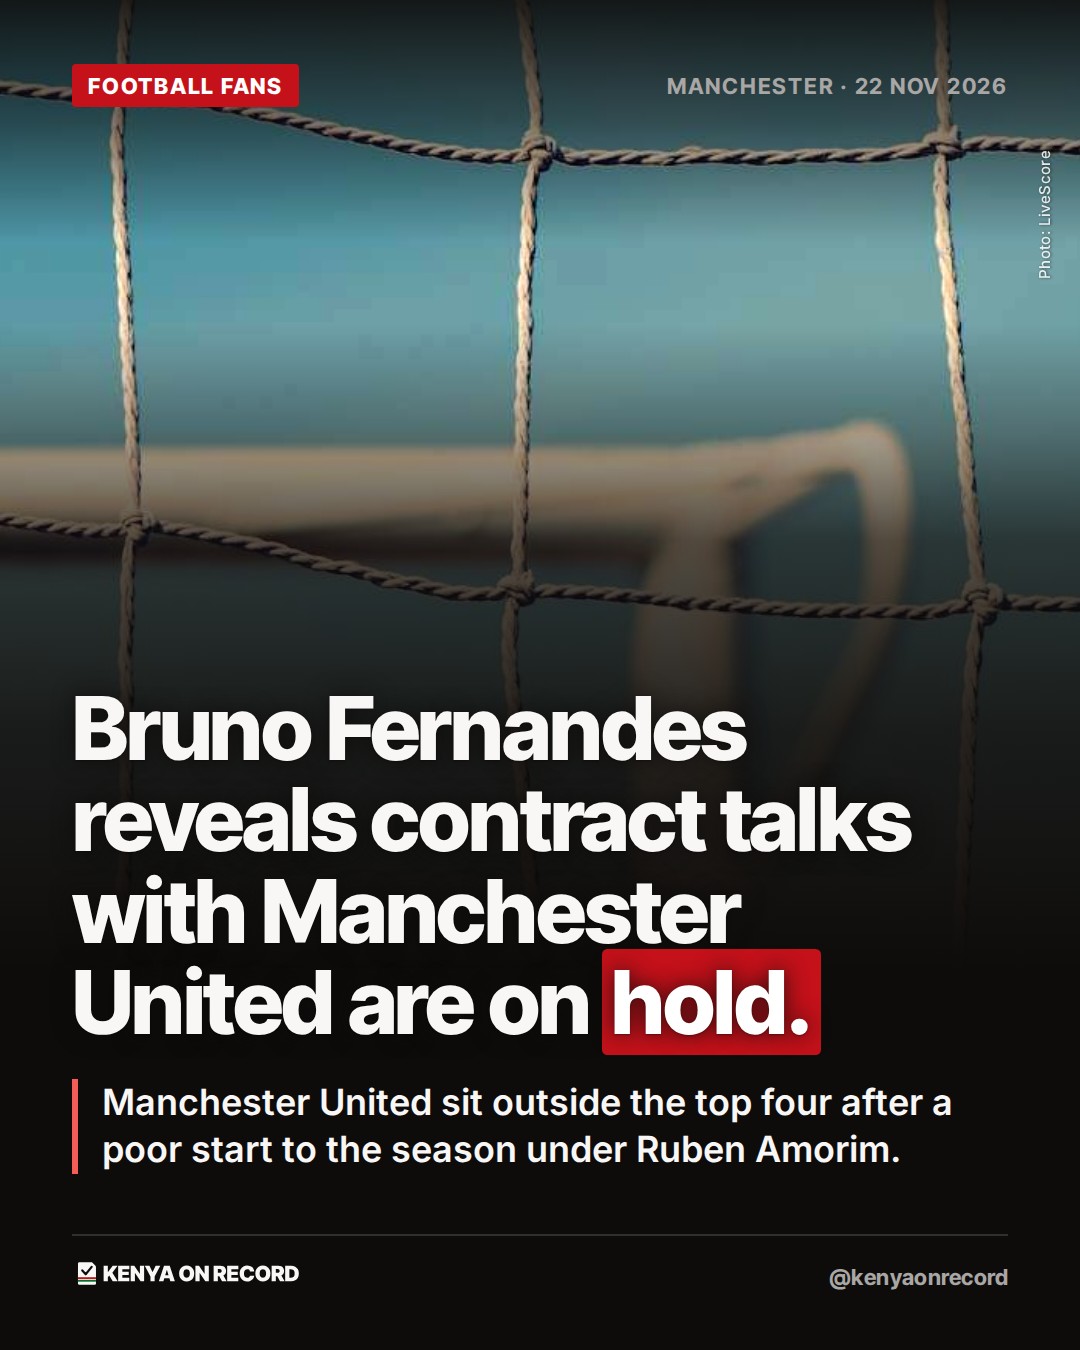 FOOTBALL FANS
MANCHESTER · 22 NOV 2026
Photo: LiveScore
Bruno Fernandes
reveals contract talks
with Manchester
United are on hold.
Manchester United sit outside the top four after a
poor start to the season under Ruben Amorim.
KENYA ON RECORD
@kenyaonrecord